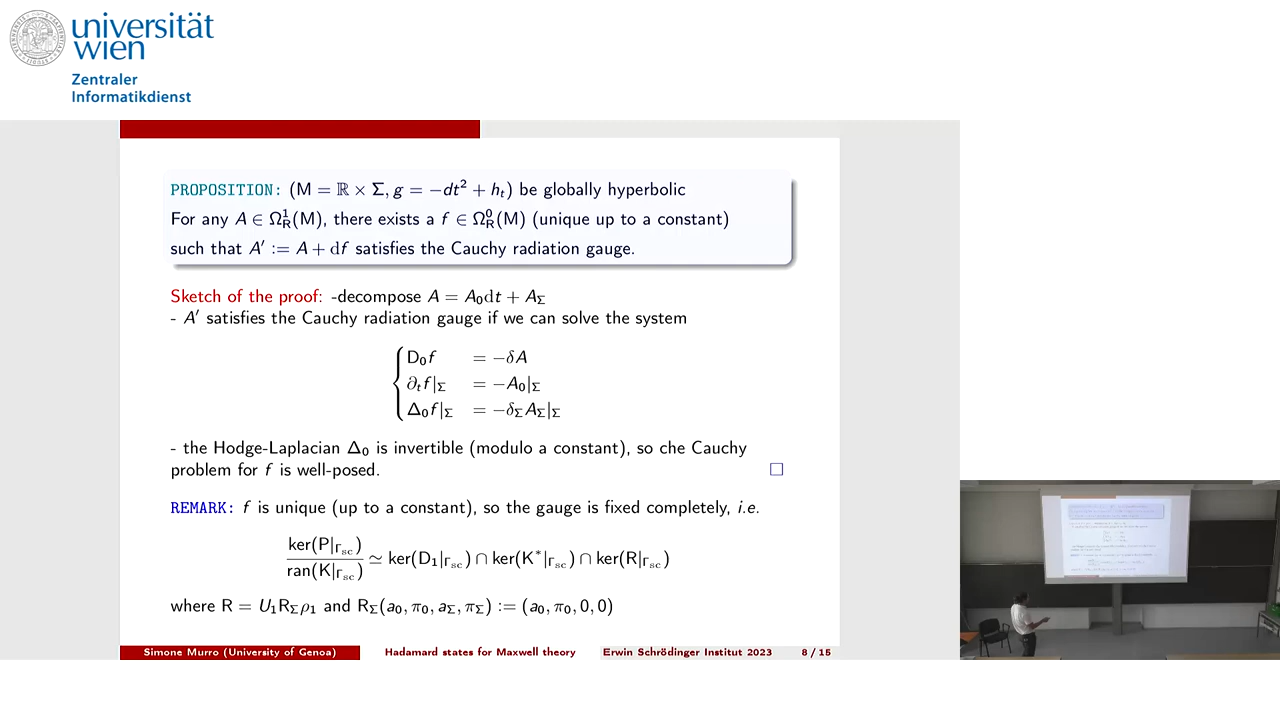 universität
wien
Zentraler
Informatikdienst
PROPOSITION: (M = ℝ × Σ, g = −dt² + hₜ) be globally hyperbolic
For any A ∈ Ω¹_R(M), there exists a f ∈ Ω⁰_R(M) (unique up to a constant)
such that A′ := A + df satisfies the Cauchy radiation gauge.
Sketch of the proof: -decompose A = A₀dt + A_Σ
- A′ satisfies the Cauchy radiation gauge if we can solve the system
D₀f = −δA
∂ₜf|_Σ = −A₀|_Σ
Δ₀f|_Σ = −δ_Σ A_Σ|_Σ
- the Hodge-Laplacian Δ₀ is invertible (modulo a constant), so che Cauchy
problem for f is well-posed. □
REMARK: f is unique (up to a constant), so the gauge is fixed completely, i.e.
ker(P|_Γsc) / ran(K|_Γsc) ≃ ker(D₁|_Γsc) ∩ ker(K*|_Γsc) ∩ ker(R|_Γsc)
where R = U₁R_Σρ₁ and R_Σ(a₀, π₀, a_Σ, π_Σ) := (a₀, π₀, 0, 0)
Simone Murro (University of Genoa) Hadamard states for Maxwell theory Erwin Schrödinger Institut 2023 8 / 15